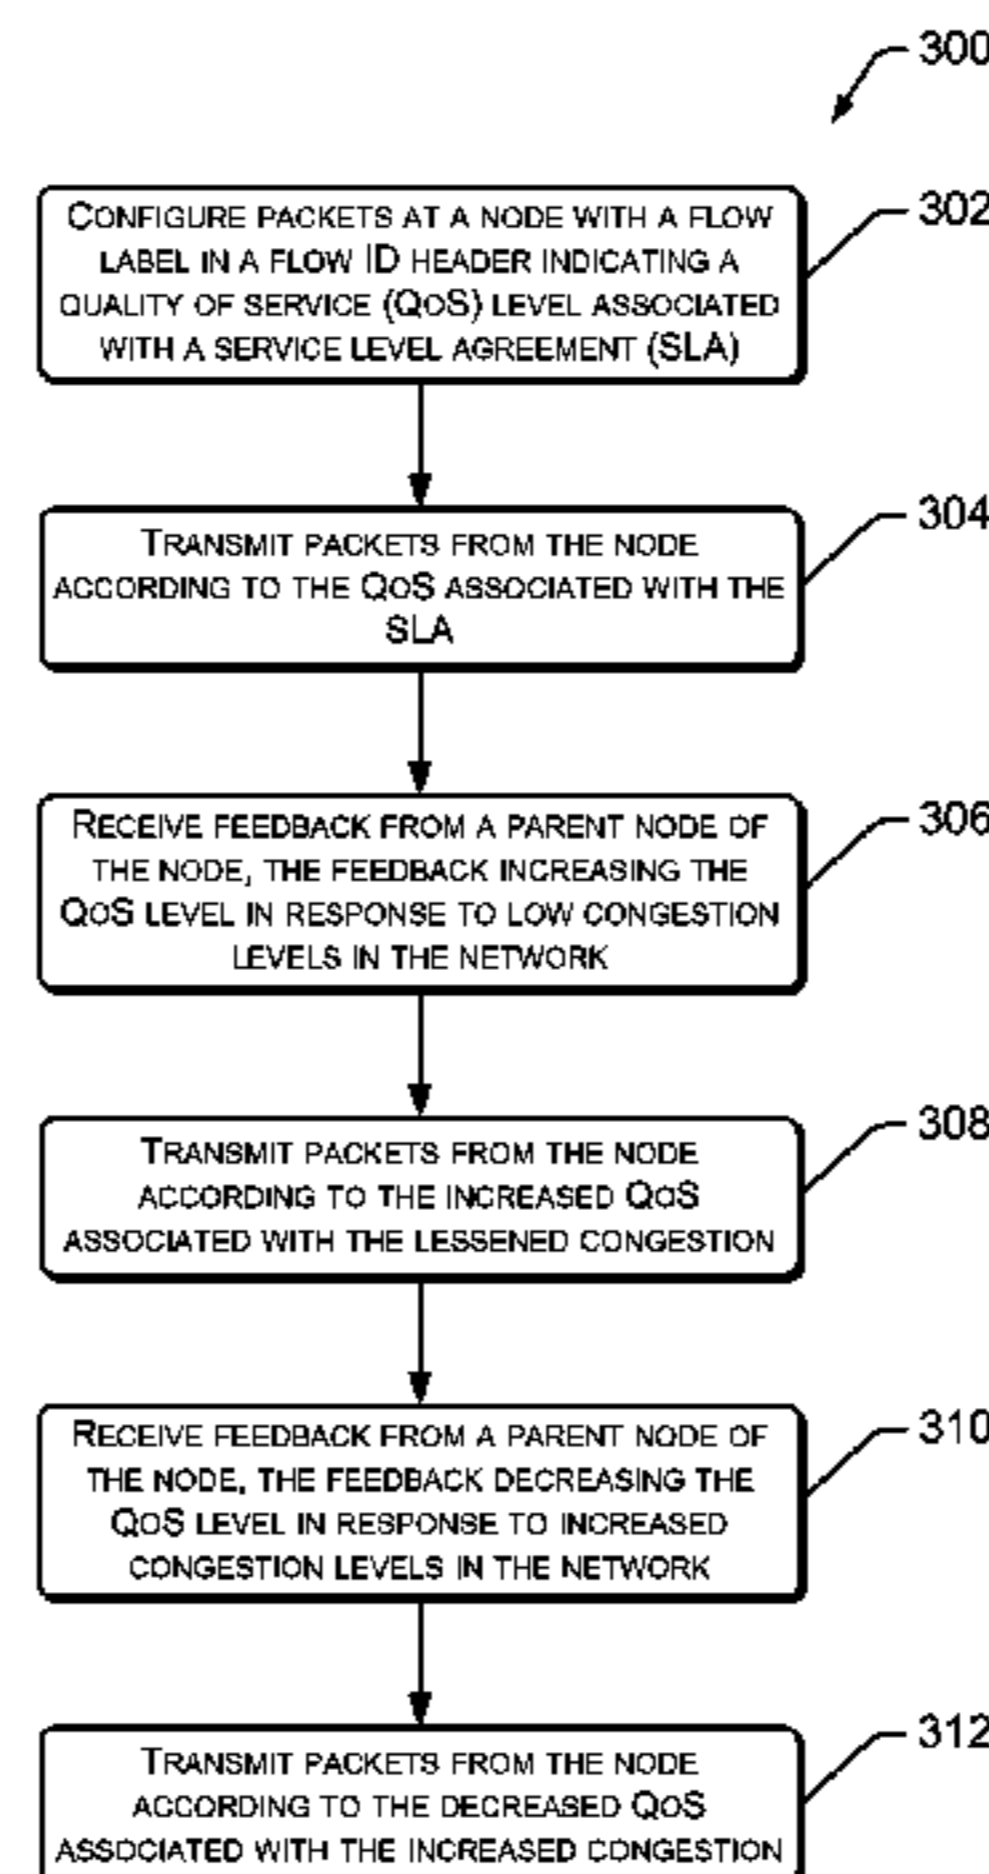 300
302
CONFIGURE PACKETS AT A NODE WITH A FLOW
LABEL IN A FLOW ID HEADER INDICATING A
QUALITY OF SERVICE (QOS) LEVEL ASSOCIATED
WITH A SERVICE LEVEL AGREEMENT (SLA)
304
TRANSMIT PACKETS FROM THE NODE
ACCORDING TO THE QOS ASSOCIATED WITH THE
SLA
306
RECEIVE FEEDBACK FROM A PARENT NODE OF
THE NODE, THE FEEDBACK INCREASING THE
QOS LEVEL IN RESPONSE TO LOW CONGESTION
LEVELS IN THE NETWORK
308
TRANSMIT PACKETS FROM THE NODE
ACCORDING TO THE INCREASED QOS
ASSOCIATED WITH THE LESSENED CONGESTION
310
RECEIVE FEEDBACK FROM A PARENT NODE OF
THE NODE, THE FEEDBACK DECREASING THE
QOS LEVEL IN RESPONSE TO INCREASED
CONGESTION LEVELS IN THE NETWORK
312
TRANSMIT PACKETS FROM THE NODE
ACCORDING TO THE DECREASED QOS
ASSOCIATED WITH THE INCREASED CONGESTION